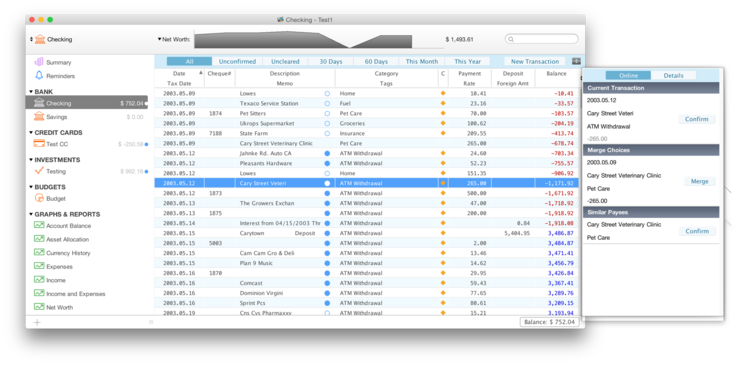 Checking - Test1
Checking
Net Worth:
$ 1,493.61
Summary
Reminders
BANK
Checking $ 752.04
Savings $ 0.00
CREDIT CARDS
Test CC
INVESTMENTS
Testing
BUDGETS
Budget
GRAPHS & REPORTS
Account Balance
Asset Allocation
Currency History
Expenses
Income
Income and Expenses
Net Worth
All Unconfirmed Uncleared 30 Days 60 Days This Month This Year New Transaction
Date Cheque# Description Category C Payment Deposit Balance
Tax Date Memo Tags Rate Foreign Amt
2003.05.09 Lowes Home 10.41 -10.41
2003.05.09 Texaco Service Station Fuel 23.16 -33.57
2003.05.09 1874 Pet Sitters Pet Care 70.00 -103.57
2003.05.09 Ukrops Supermarket Groceries 100.62 -204.19
2003.05.09 7188 State Farm Insurance 209.55 -413.74
2003.05.09 Cary Street Veterinary Clinic Pet Care 265.00 -678.74
2003.05.12 Jahnke Rd. Auto CA ATM Withdrawal 24.60 -703.34
2003.05.12 Pleasants Hardware ATM Withdrawal 52.23 -755.57
2003.05.12 Lowes Home 151.35 -906.92
2003.05.12 Cary Street Veteri ATM Withdrawal 265.00 -1,171.92
2003.05.12 1873 ATM Withdrawal 500.00 -1,671.92
2003.05.13 The Growers Exchan ATM Withdrawal 47.00 -1,718.92
2003.05.13 1875 ATM Withdrawal 200.00 -1,918.92
2003.05.14 Interest from 04/15/2003 Thr ATM Withdrawal 0.84 -1,918.08
2003.05.15 Carytown Deposit ATM Withdrawal 5,404.95 3,486.87
2003.05.15 5003 ATM Withdrawal 2.00 3,484.87
2003.05.15 Cam Cam Gro & Deli ATM Withdrawal 13.46 3,471.41
2003.05.15 Plan 9 Music ATM Withdrawal 14.62 3,456.79
2003.05.16 1870 ATM Withdrawal 29.95 3,426.84
2003.05.16 Comcast ATM Withdrawal 59.43 3,367.41
2003.05.16 Dominion Virgini ATM Withdrawal 77.65 3,289.76
2003.05.16 Sprint Pcs ATM Withdrawal 80.61 3,209.15
2003.05.19 Cns Cvs Pharmaxxy ATM Withdrawal 15.21 3,193.94
Balance: $ 752.04
Online Details
Current Transaction
2003.05.12
Cary Street Veteri
ATM Withdrawal
-265.00
Confirm
Merge Choices
2003.05.09
Cary Street Veterinary Clinic
Pet Care
-265.00
Merge
Similar Payees
Cary Street Veterinary Clinic
Pet Care
Confirm